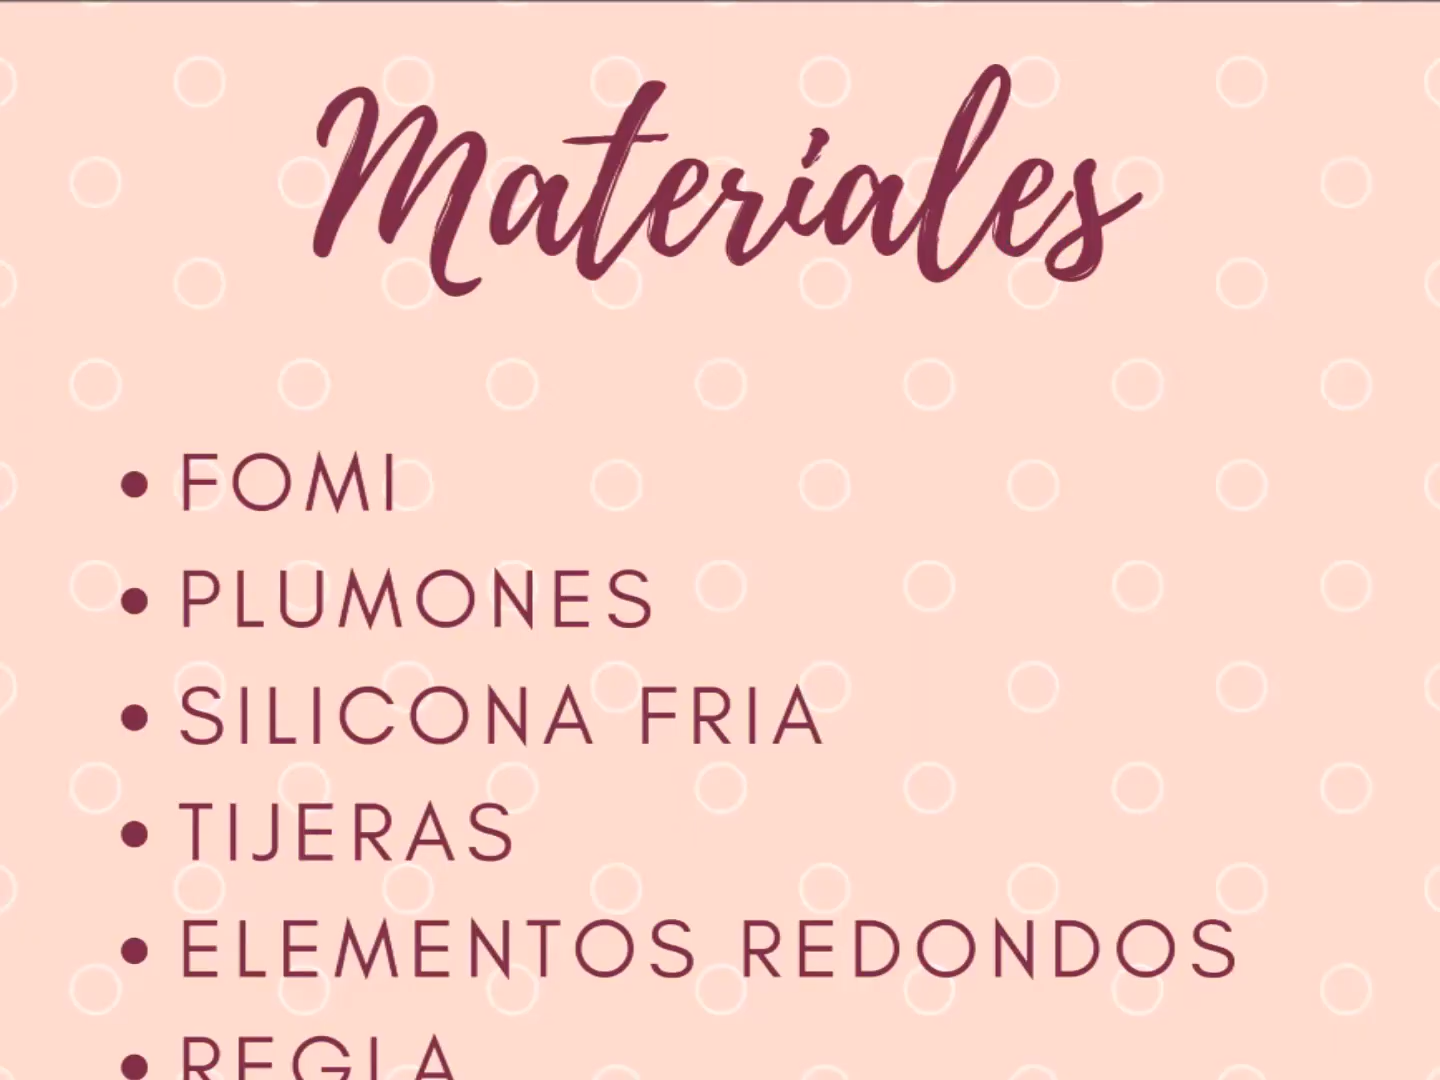 Materiales
• FOMI
• PLUMONES
• SILICONA FRIA
• TIJERAS
• ELEMENTOS REDONDOS
• REGLA